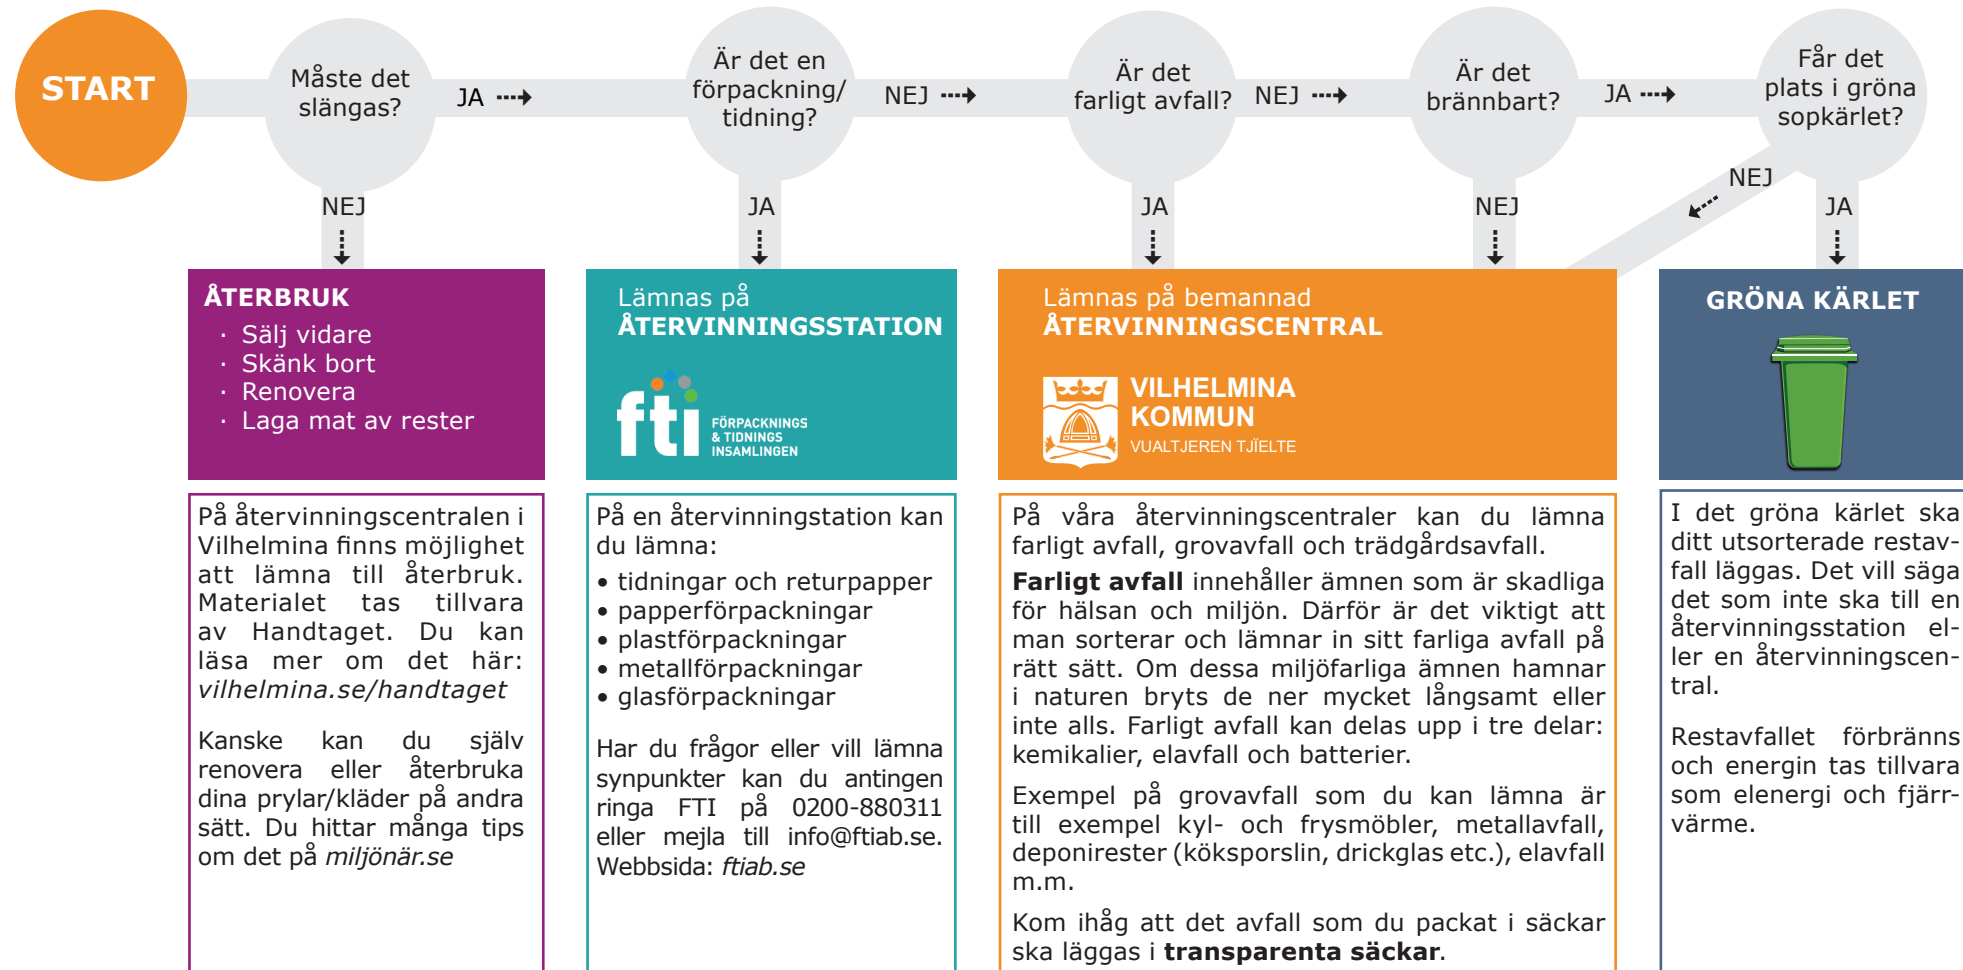 START
Måste det
slängas?
JA
Är det en
förpackning/
tidning?
NEJ
Är det
farligt avfall?
NEJ
Är det
brännbart?
JA
Får det
plats i gröna
sopkärlet?
NEJ
JA
JA
NEJ
NEJ
JA
ÅTERBRUK
· Sälj vidare
· Skänk bort
· Renovera
· Laga mat av rester
På återvinningscentralen i
Vilhelmina finns möjlighet
att lämna till återbruk.
Materialet tas tillvara
av Handtaget. Du kan
läsa mer om det här:
vilhelmina.se/handtaget
Kanske kan du själv
renovera eller återbruka
dina prylar/kläder på andra
sätt. Du hittar många tips
om det på miljönär.se
Lämnas på
ÅTERVINNINGSSTATION
fti
FÖRPACKNINGS
& TIDNINGS
INSAMLINGEN
På en återvinningstation kan
du lämna:
• tidningar och returpapper
• papperförpackningar
• plastförpackningar
• metallförpackningar
• glasförpackningar
Har du frågor eller vill lämna
synpunkter kan du antingen
ringa FTI på 0200-880311
eller mejla till info@ftiab.se.
Webbsida: ftiab.se
Lämnas på bemannad
ÅTERVINNINGSCENTRAL
VILHELMINA
KOMMUN
VUALTJEREN TJÏELTE
På våra återvinningscentraler kan du lämna
farligt avfall, grovavfall och trädgårdsavfall.
Farligt avfall innehåller ämnen som är skadliga
för hälsan och miljön. Därför är det viktigt att
man sorterar och lämnar in sitt farliga avfall på
rätt sätt. Om dessa miljöfarliga ämnen hamnar
i naturen bryts de ner mycket långsamt eller
inte alls. Farligt avfall kan delas upp i tre delar:
kemikalier, elavfall och batterier.
Exempel på grovavfall som du kan lämna är
till exempel kyl- och frysmöbler, metallavfall,
deponirester (köksporslin, drickglas etc.), elavfall
m.m.
Kom ihåg att det avfall som du packat i säckar
ska läggas i transparenta säckar.
GRÖNA KÄRLET
I det gröna kärlet ska
ditt utsorterade restav-
fall läggas. Det vill säga
det som inte ska till en
återvinningsstation el-
ler en återvinningscen-
tral.
Restavfallet förbränns
och energin tas tillvara
som elenergi och fjärr-
värme.